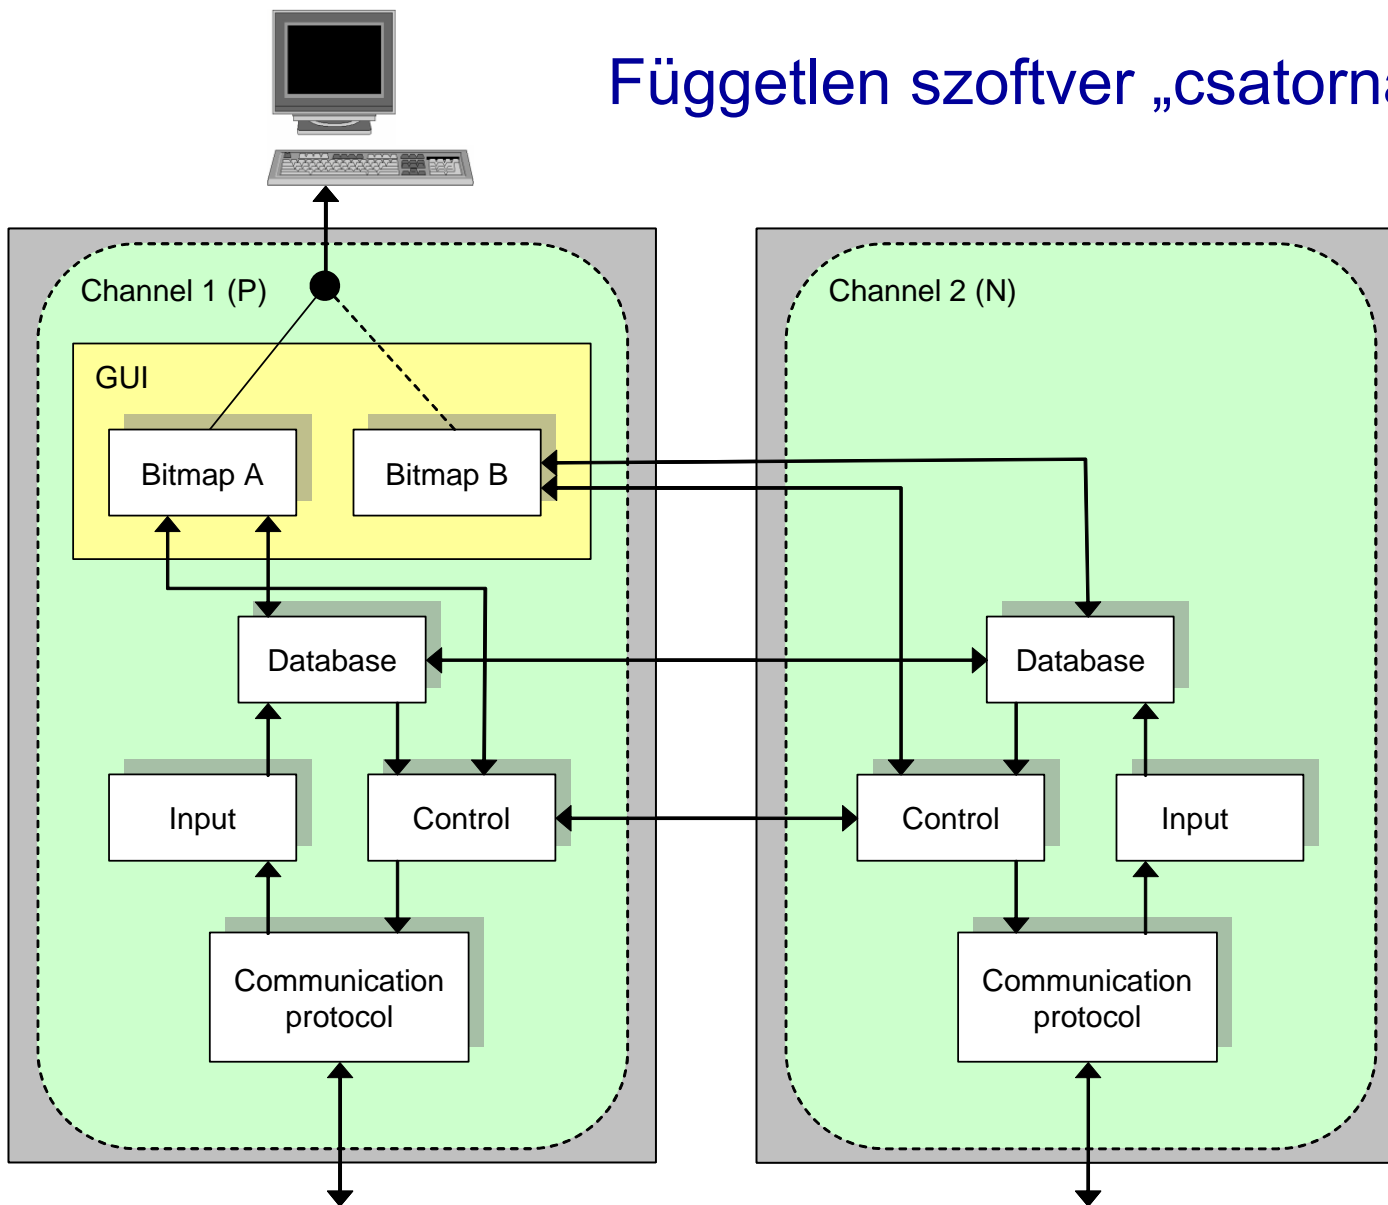 Független szoftver „csatorna
Channel 1 (P)
GUI
Bitmap A
Bitmap B
Database
Input
Control
Communication
protocol
Channel 2 (N)
Database
Control
Input
Communication
protocol